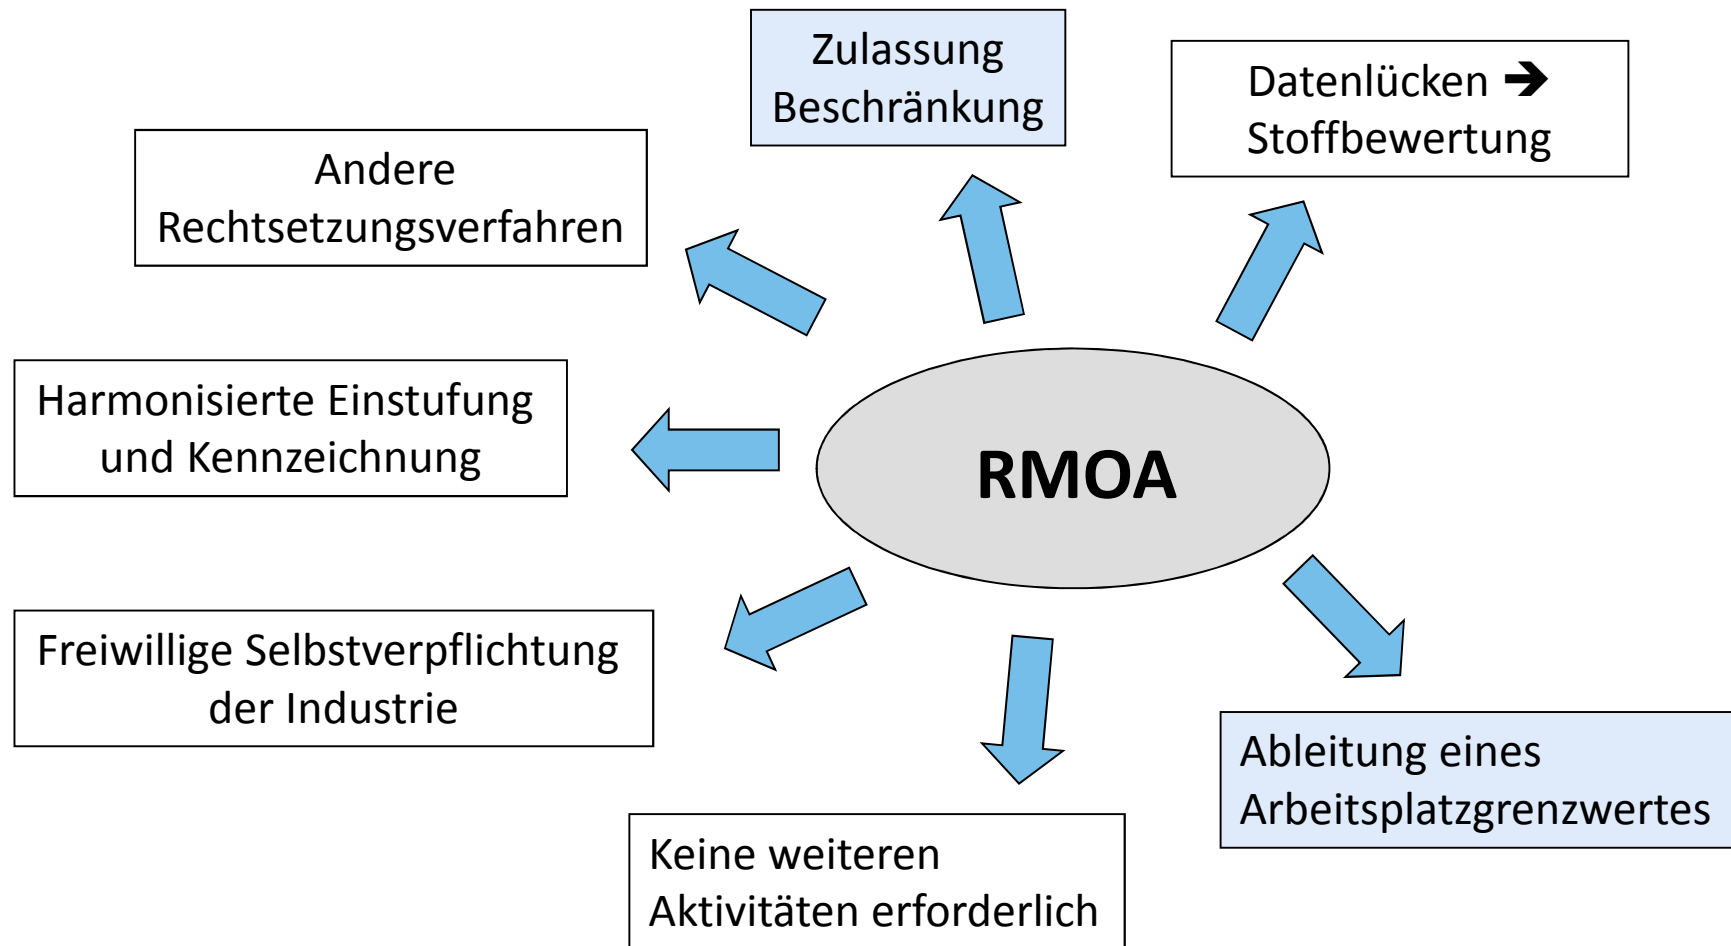 Zulassung
Beschränkung
Datenlücken ➔
Stoffbewertung
Andere
Rechtsetzungsverfahren
Harmonisierte Einstufung
und Kennzeichnung
RMOA
Freiwillige Selbstverpflichtung
der Industrie
Ableitung eines
Arbeitsplatzgrenzwertes
Keine weiteren
Aktivitäten erforderlich